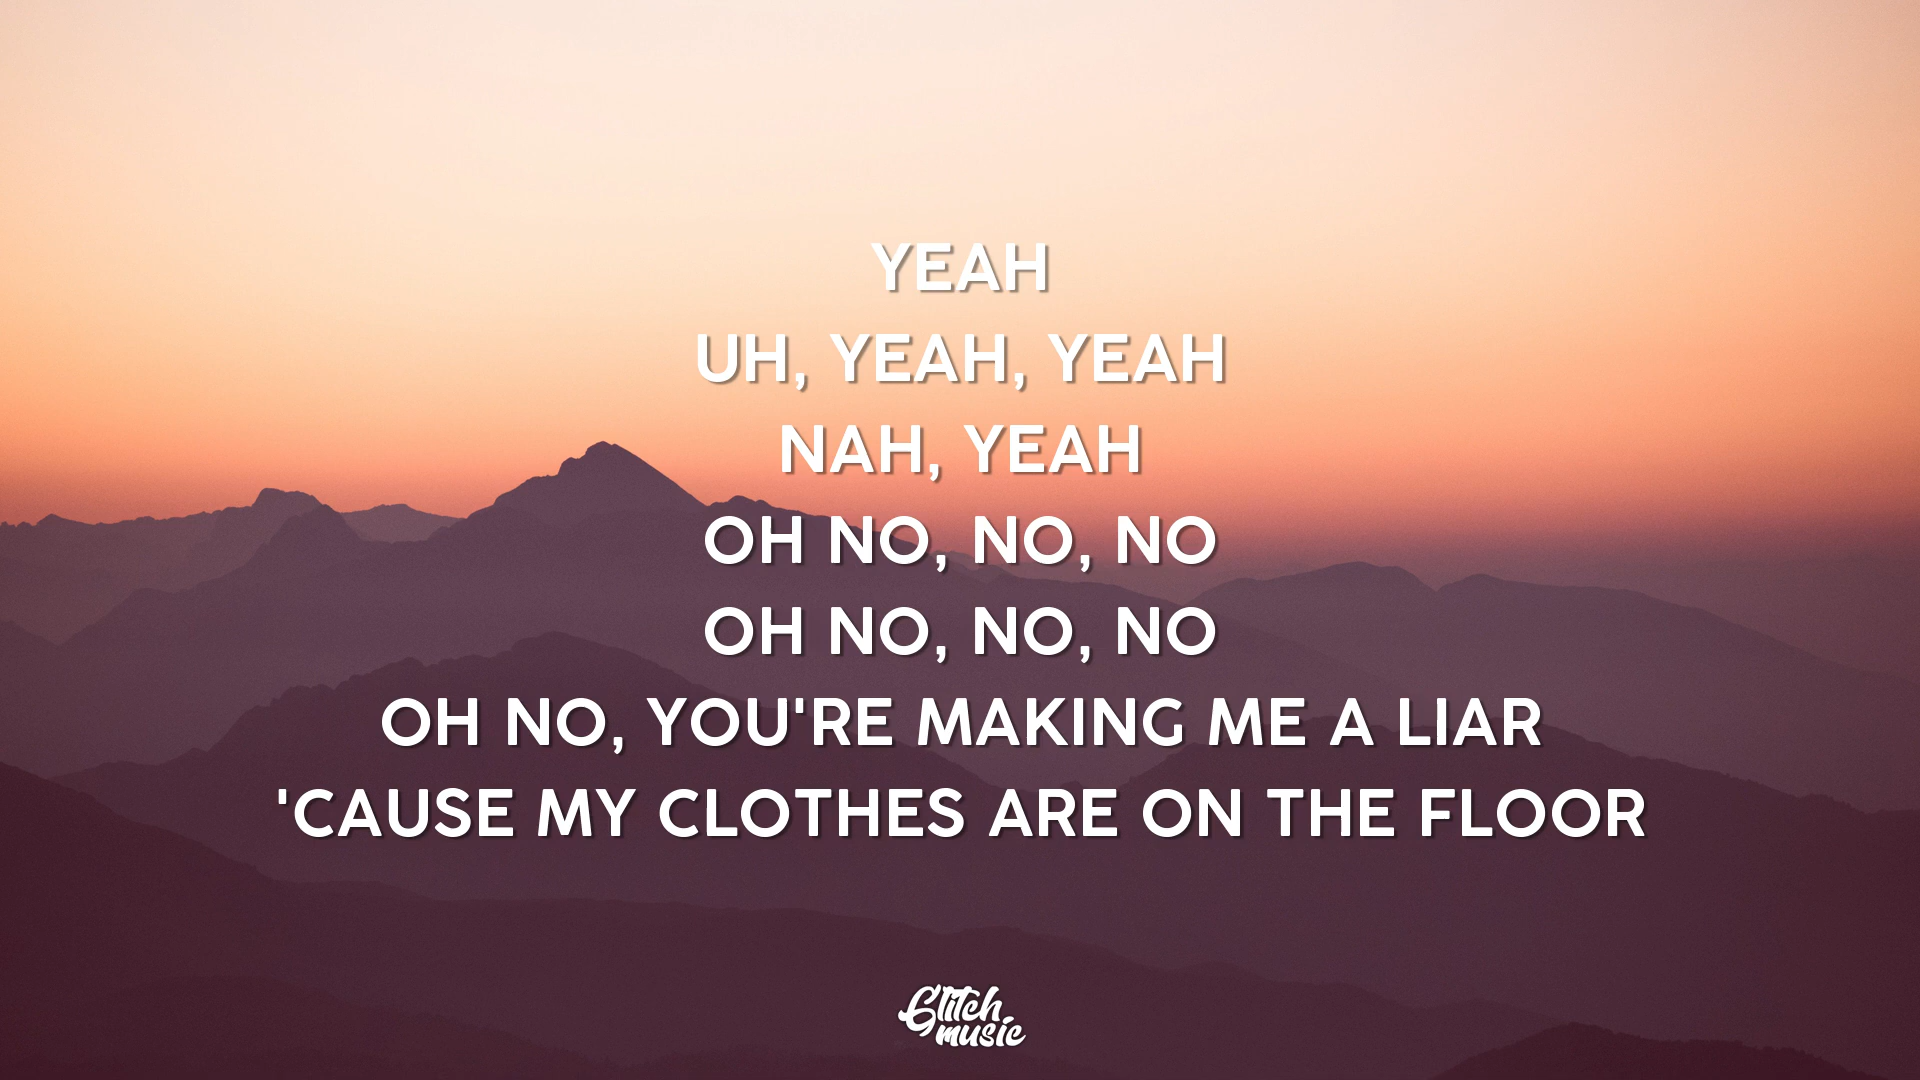 YEAH
UH, YEAH, YEAH
NAH, YEAH
OH NO, NO, NO
OH NO, NO, NO
OH NO, YOU'RE MAKING ME A LIAR
'CAUSE MY CLOTHES ARE ON THE FLOOR
Glitch
music